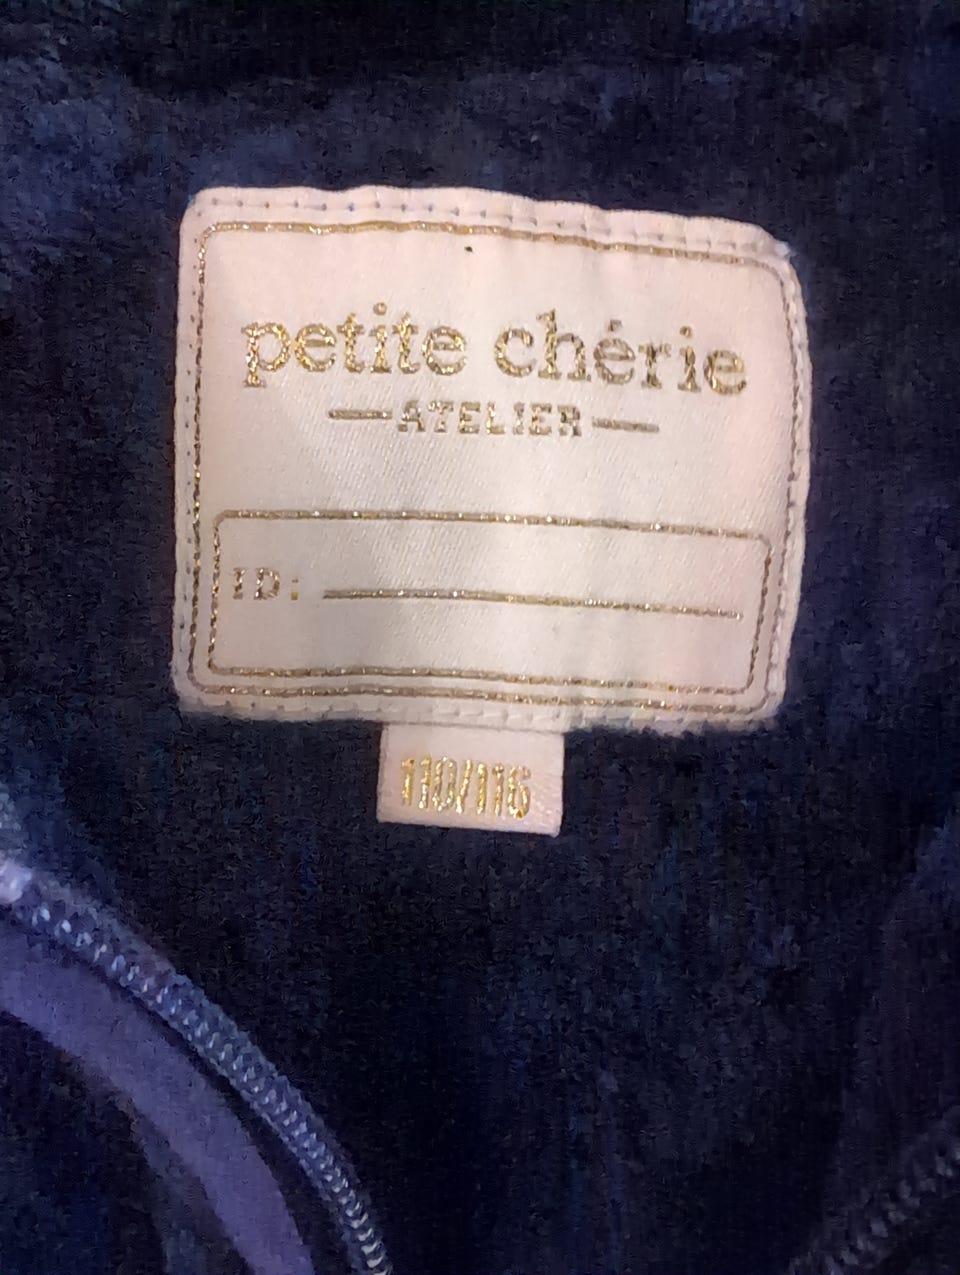 petite chérie
ATELIER
ID:
110/116